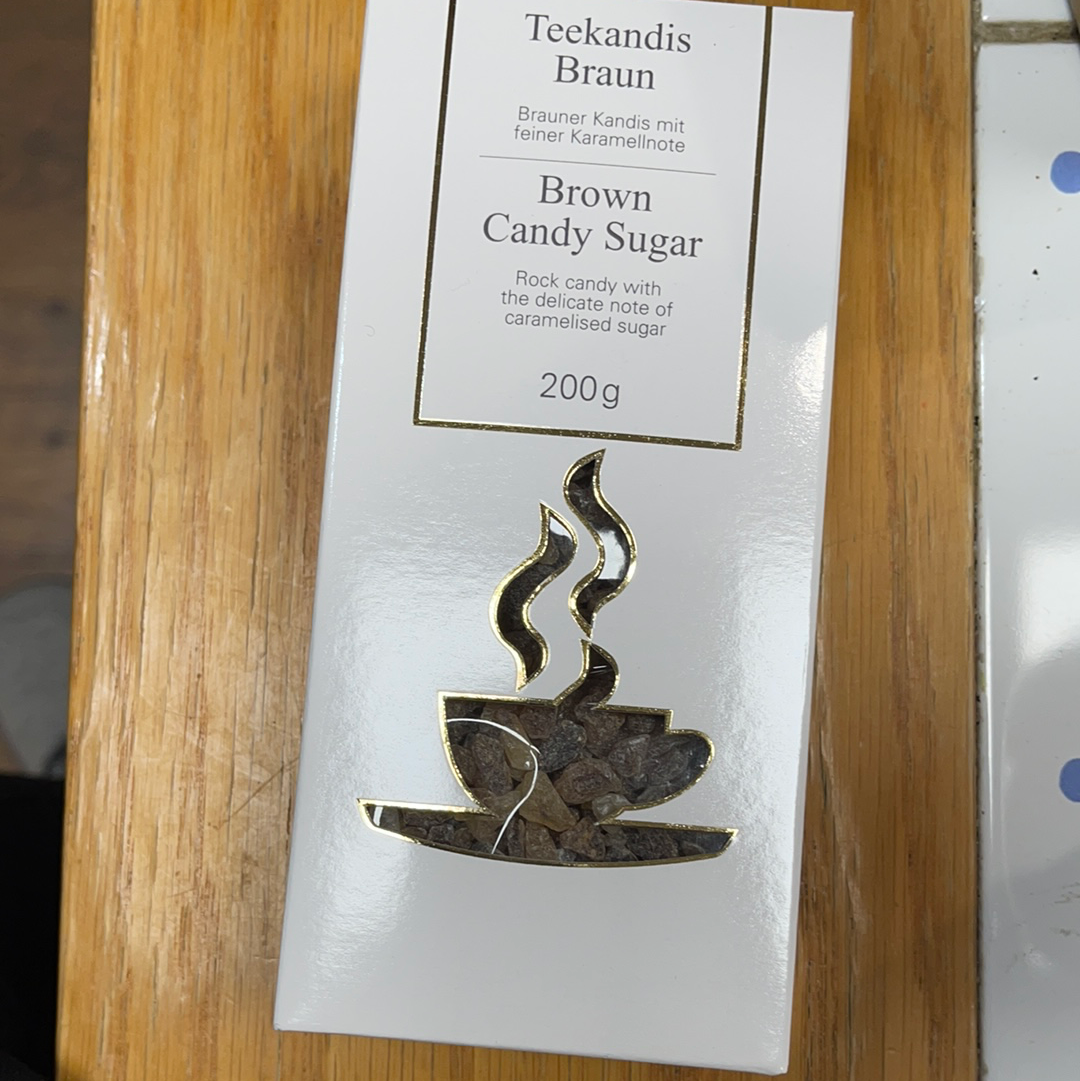 Teekandis
Braun
Brauner Kandis mit
feiner Karamellnote
Brown
Candy Sugar
Rock candy with
the delicate note of
caramelised sugar
200g